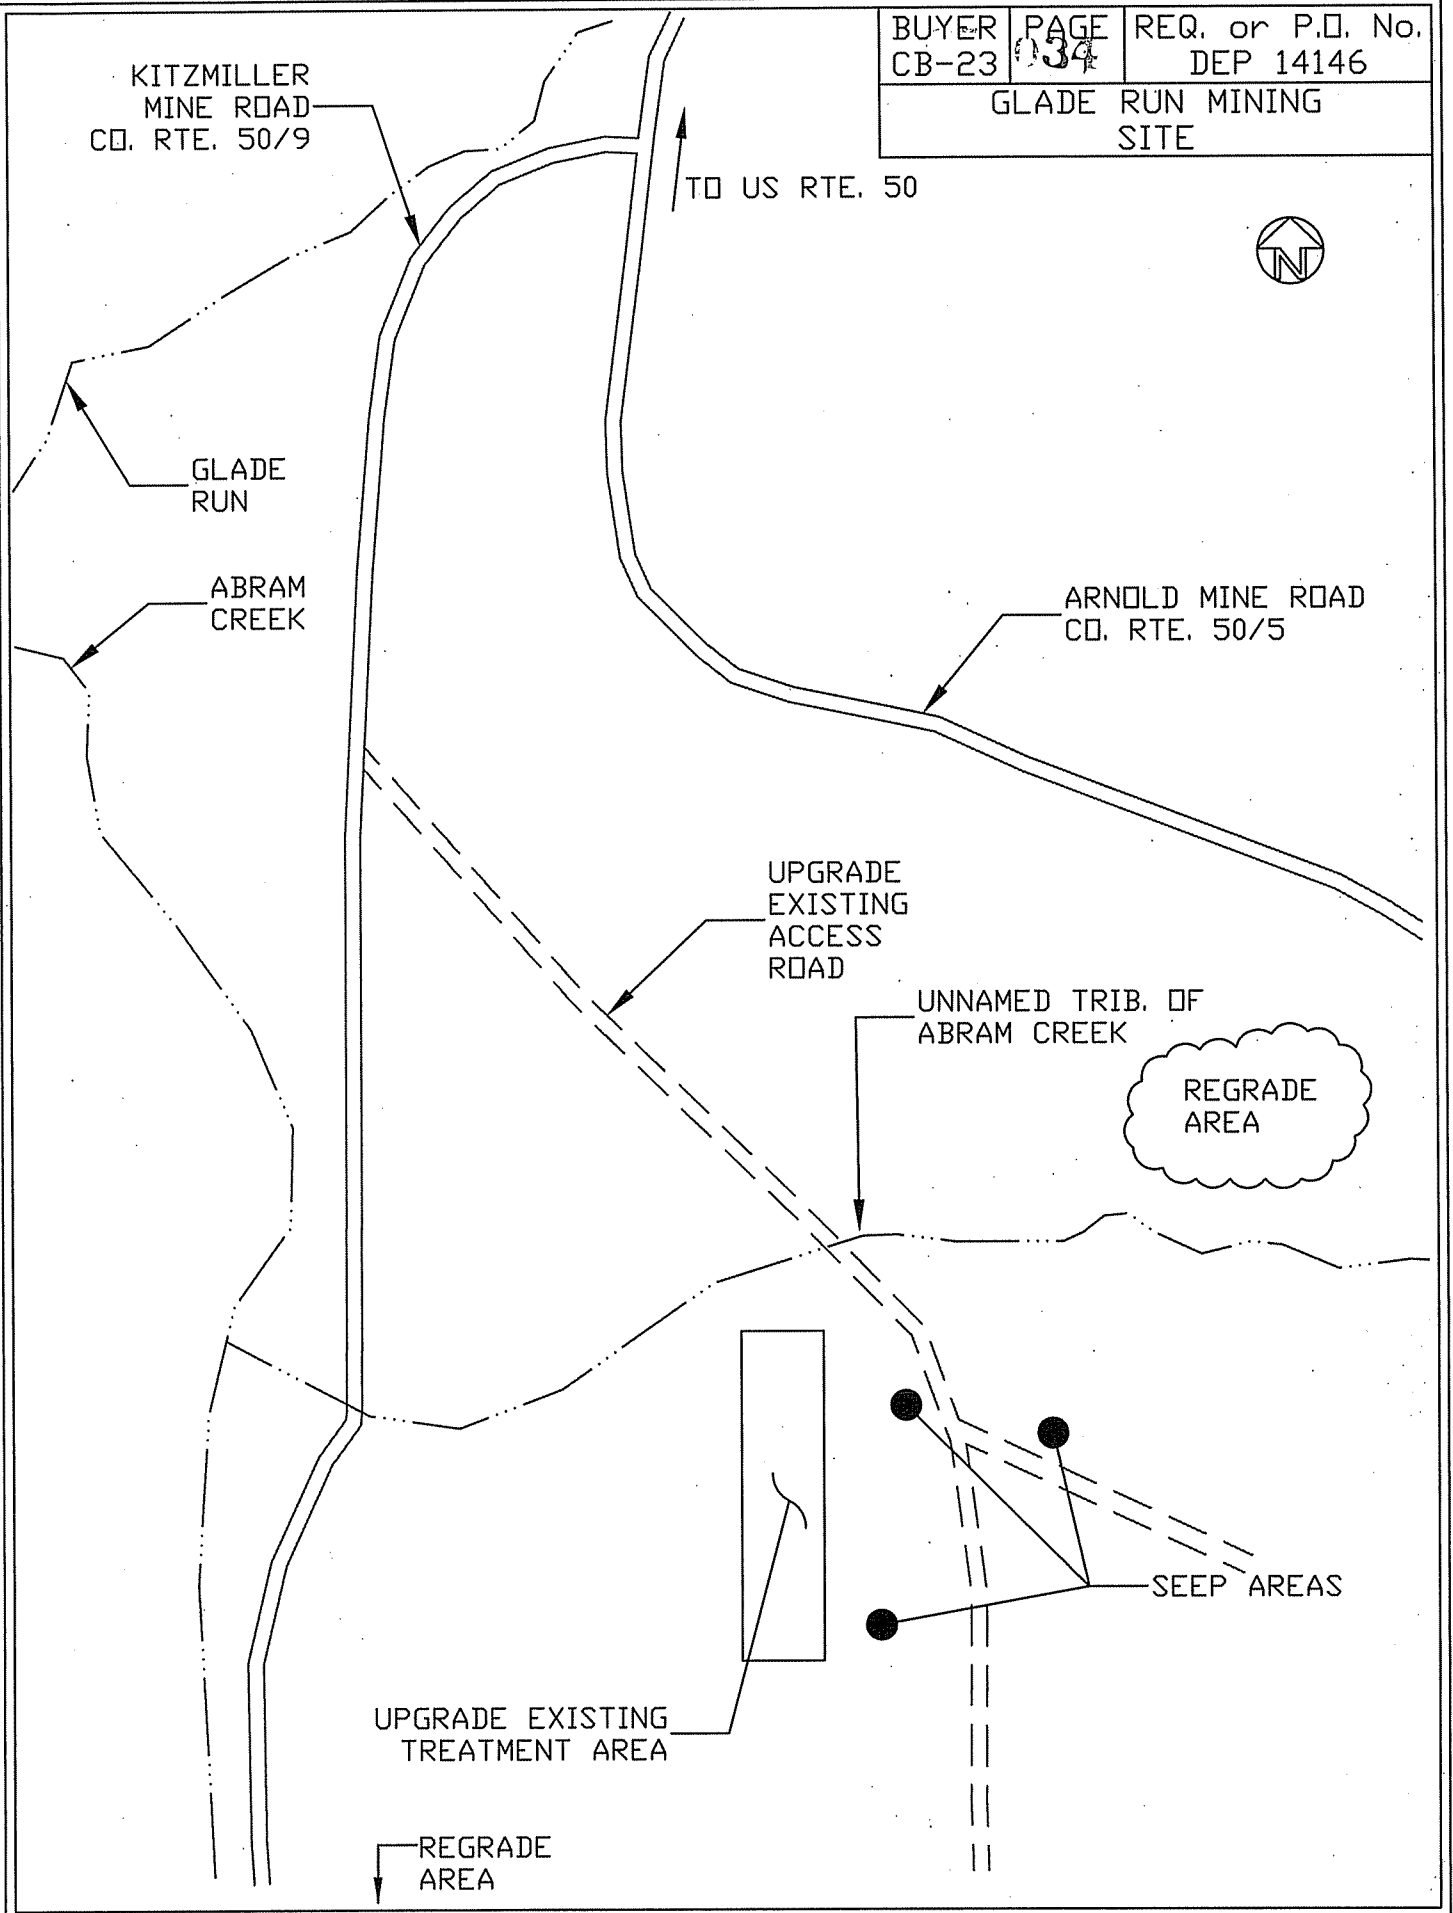 BUYER
CB-23
PAGE
034
REQ. or P.O. No.
DEP 14146
GLADE RUN MINING
SITE
KITZMILLER
MINE ROAD
CO. RTE. 50/9
TO US RTE. 50
N
GLADE
RUN
ABRAM
CREEK
ARNOLD MINE ROAD
CO. RTE. 50/5
UPGRADE
EXISTING
ACCESS
ROAD
UNNAMED TRIB. OF
ABRAM CREEK
REGRADE
AREA
SEEP AREAS
UPGRADE EXISTING
TREATMENT AREA
REGRADE
AREA